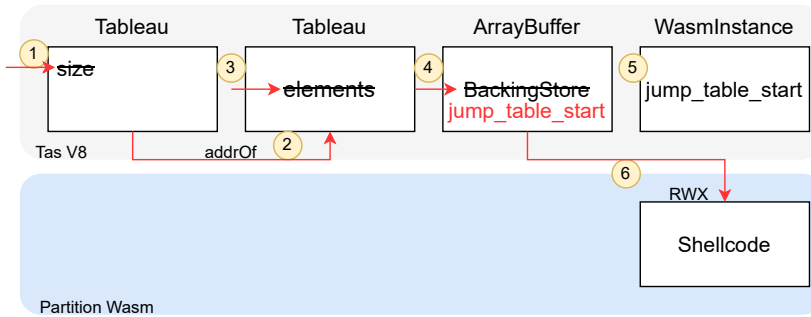 Tableau
Tableau
ArrayBuffer
WasmInstance
1
size
3
elements
4
BackingStore
jump_table_start
5
jump_table_start
Tas V8
addrOf
2
6
RWX
Shellcode
Partition Wasm